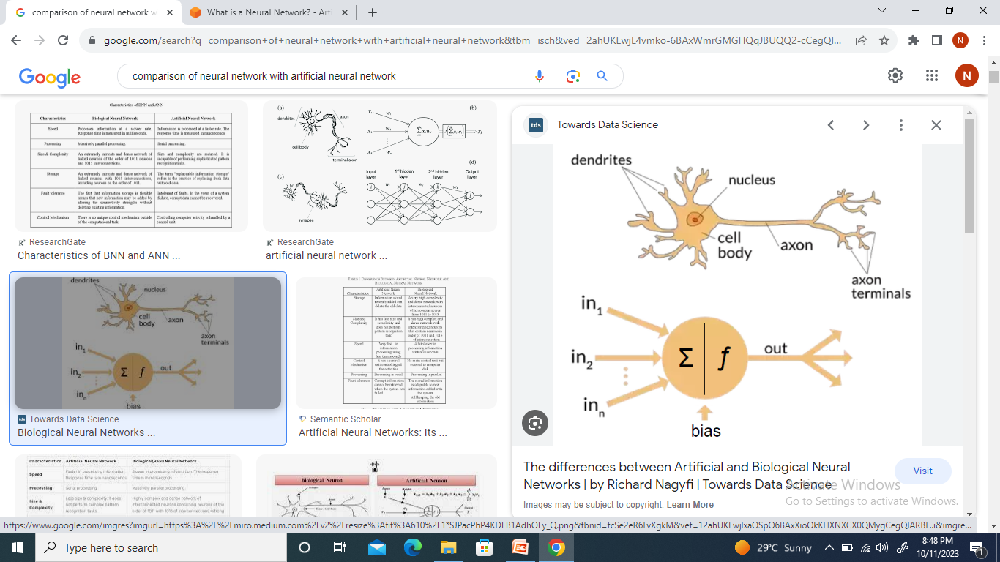 comparison of neural network w
What is a Neural Network? - Arti
google.com/search?q=comparison+of+neural+network+with+artificial+neural+network&tbm=isch&ved=2ahUKEwjL4vmko-6BAxWmrGMGHQqJBUQQ2-cCegQI...
N
Google
comparison of neural network with artificial neural network
N
Characteristics of BNN and ANN
Characteristics Biological Neural Network Artificial Neural Network
Speed Processes information at a slower rate. Response time is measured in milliseconds. Information is processed at a faster rate. The response time is measured in nanoseconds.
Processing Massively parallel processing. Serial processing.
Size & Complexity An extremely intricate and dense network of linked neurons of the order of 1011 neurons and 1015 interconnections. Size and complexity are reduced. It is incapable of performing sophisticated pattern recognition tasks.
Storage An extremely intricate and dense network of linked neurons with 1015 interconnections, including neurons on the order of 1011. The term "replaceable information storage" refers to the practice of replacing fresh data with old data.
Fault tolerance The fact that information storage is flexible means that new information may be added by altering the connectivity strengths without deleting existing information. Intolerant of faults. In the event of a system failure, corrupt data cannot be recovered.
Control Mechanism There is no unique control mechanism outside of the computational task. Controlling computer activity is handled by a control unit.
ResearchGate
Characteristics of BNN and ANN ...
(a)
(b)
dendrites
axon
cell body
terminal axon
(c)
(d)
Input layer
1st hidden layer
2nd hidden layer
Output layer
synapse
ResearchGate
artificial neural network ...
dendrites
nucleus
cell body
axon
axon terminals
in1
in2
inn
Σ f
out
bias
Towards Data Science
Biological Neural Networks ...
TABLE I. DIFFERENCE BETWEEN ARTIFICIAL NEURAL NETWORK AND
BIOLOGICAL NEURAL NETWORK
Characteristics Artificial Neural Network Biological Neural Network
Storage
Size and Complexity
Speed
Control Mechanism
Processing Processing is serial Processing is parallel
Fault tolerance
Semantic Scholar
Artificial Neural Networks: Its ...
Characteristics Artificial Neural Network Biological(Real) Neural Network
Speed Faster in processing information. Response time is in nanoseconds. Slower in processing information. The response time is in milliseconds.
Processing Serial processing. Massively parallel processing.
Size & Complexity Less size & complexity. It does not perform complex pattern recognition tasks. Highly complex and dense network of interconnected neurons containing neurons of the
Biological Neuron
Artificial Neuron
tds
Towards Data Science
dendrites
nucleus
cell
body
axon
axon
terminals
in1
in2
inn
Σ f
out
bias
The differences between Artificial and Biological Neural
Networks | by Richard Nagyfi | Towards Data Science
Visit
Images may be subject to copyright. Learn More
Activate Windows
Go to Settings to activate Windows.
https://www.google.com/imgres?imgurl=https%3A%2F%2Fmiro.medium.com%2Fv2%2Fresize%3Afit%3A610%2F1*SJPacPhP4KDEB1AdhOFy_Q.png&tbnid=tcSe2eR6LvXgkM&vet=12ahUKEwjIxaOSpO6BAxXioOkKHXNXCX0QMygCegQIARBL..i&imgre...
Type here to search
29°C Sunny
8:48 PM
10/11/2023
1